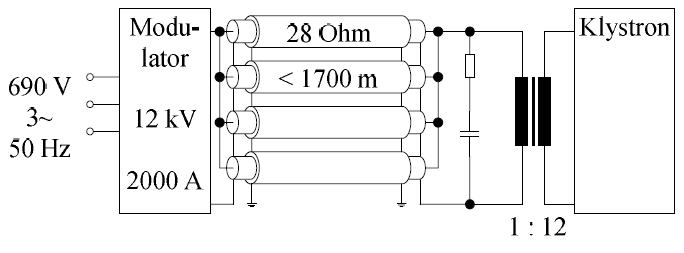 690 V
3~
50 Hz
Modu-
lator
12 kV
2000 A
28 Ohm
< 1700 m
1 : 12
Klystron